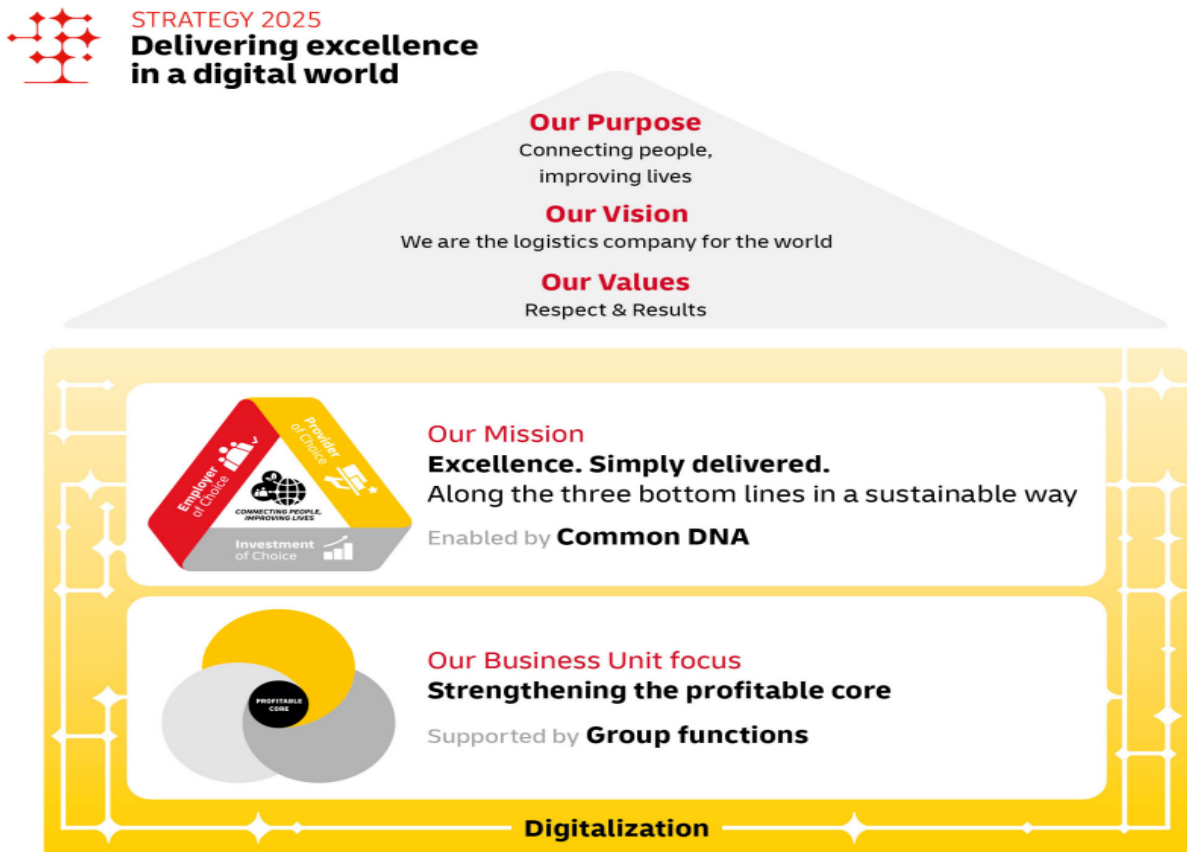 STRATEGY 2025
Delivering excellence
in a digital world
Our Purpose
Connecting people,
improving lives
Our Vision
We are the logistics company for the world
Our Values
Respect & Results
Employer
of Choice
Provider
of Choice
CONNECTING PEOPLE,
IMPROVING LIVES
Investment
of Choice
Our Mission
Excellence. Simply delivered.
Along the three bottom lines in a sustainable way
Enabled by Common DNA
PROFITABLE
CORE
Our Business Unit focus
Strengthening the profitable core
Supported by Group functions
Digitalization